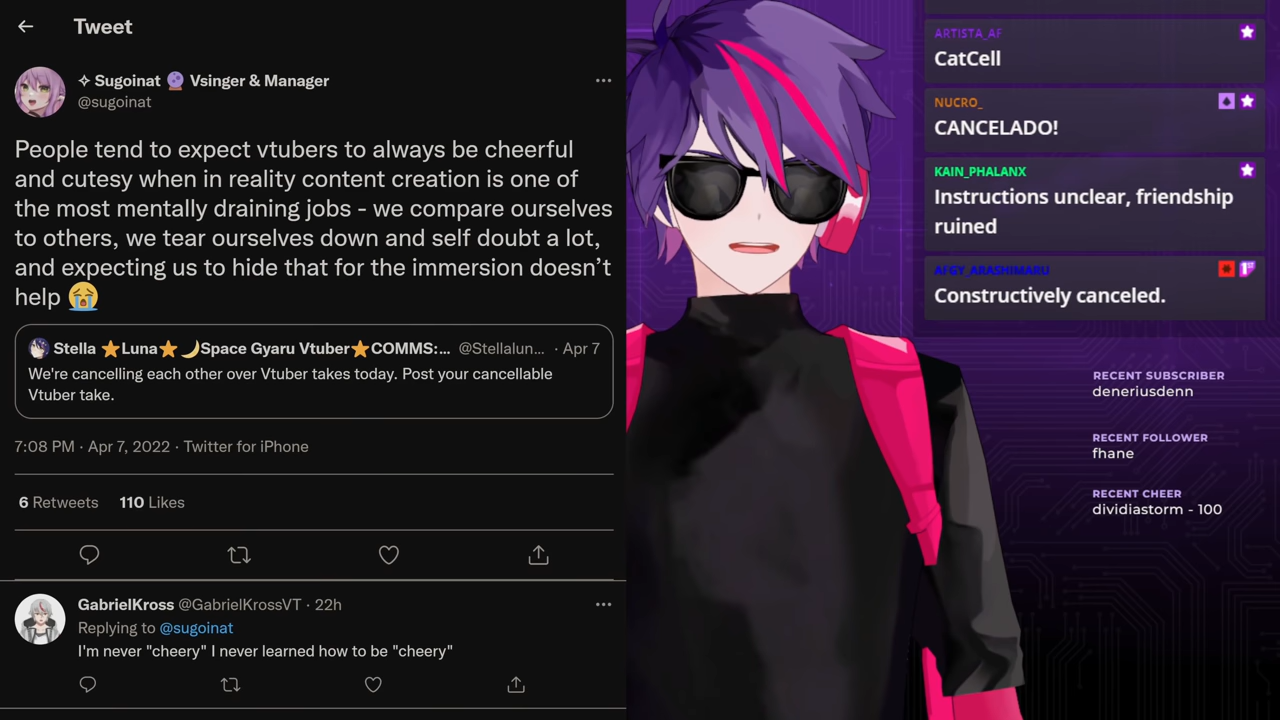 Tweet
✧ Sugoinat 🔮 Vsinger & Manager
@sugoinat
People tend to expect vtubers to always be cheerful
and cutesy when in reality content creation is one of
the most mentally draining jobs - we compare ourselves
to others, we tear ourselves down and self doubt a lot,
and expecting us to hide that for the immersion doesn't
help 😭
Stella ⭐Luna⭐ 🌙Space Gyaru Vtuber⭐COMMS:... @Stellalun... · Apr 7
We're cancelling each other over Vtuber takes today. Post your cancellable
Vtuber take.
7:08 PM · Apr 7, 2022 · Twitter for iPhone
6 Retweets 110 Likes
GabrielKross @GabrielKrossVT · 22h
Replying to @sugoinat
I'm never "cheery" I never learned how to be "cheery"
ARTISTA_AF
CatCell
NUCRO_
CANCELADO!
KAIN_PHALANX
Instructions unclear, friendship
ruined
AFGY_ARASHIMARU
Constructively canceled.
RECENT SUBSCRIBER
deneriusdenn
RECENT FOLLOWER
fhane
RECENT CHEER
dividiastorm - 100